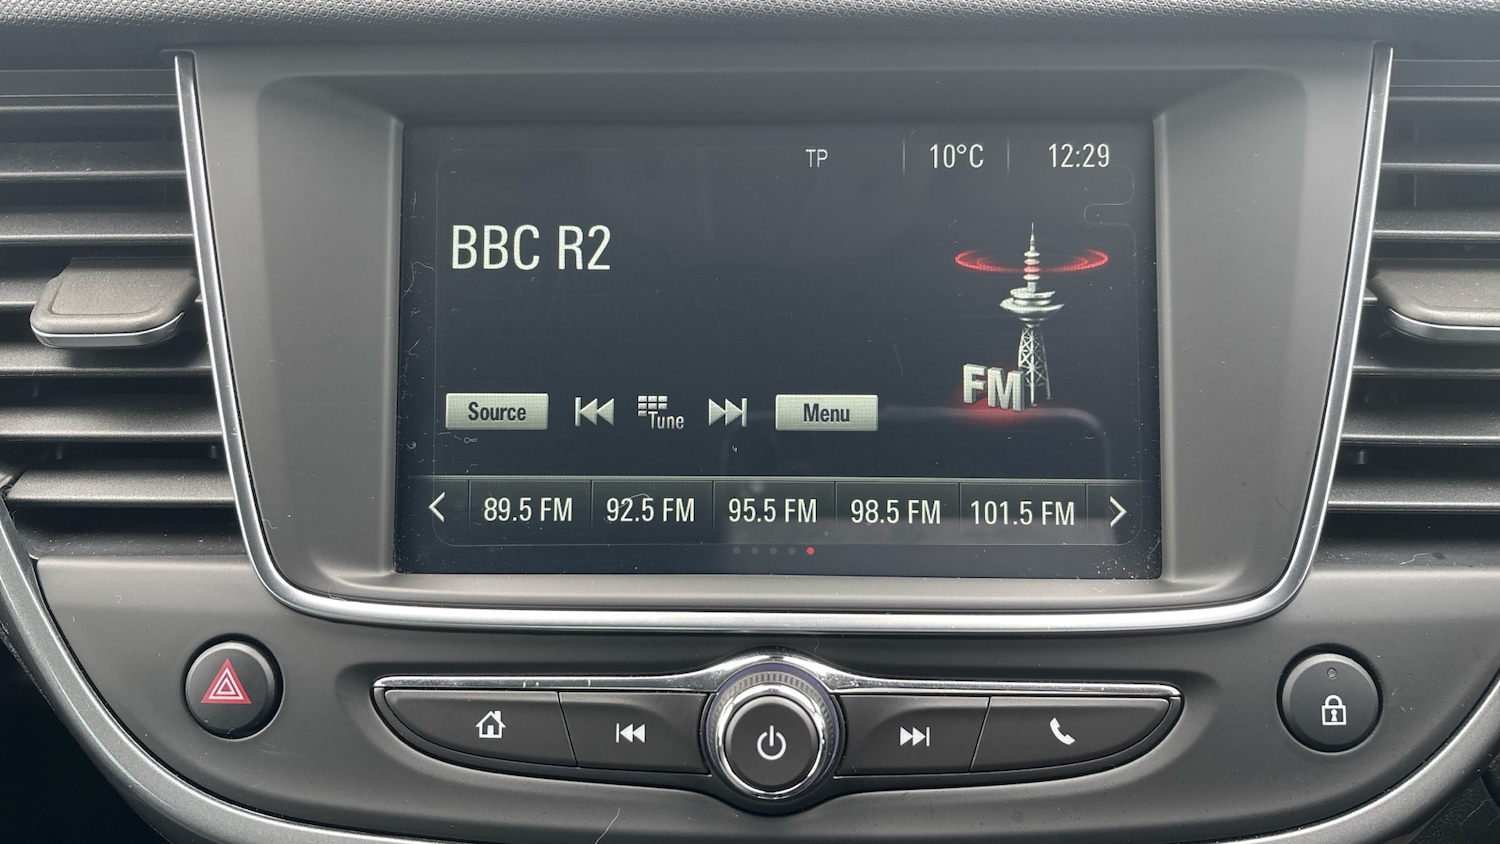 TP 10°C 12:29
BBC R2
FM
Source Tune Menu
89.5 FM 92.5 FM 95.5 FM 98.5 FM 101.5 FM